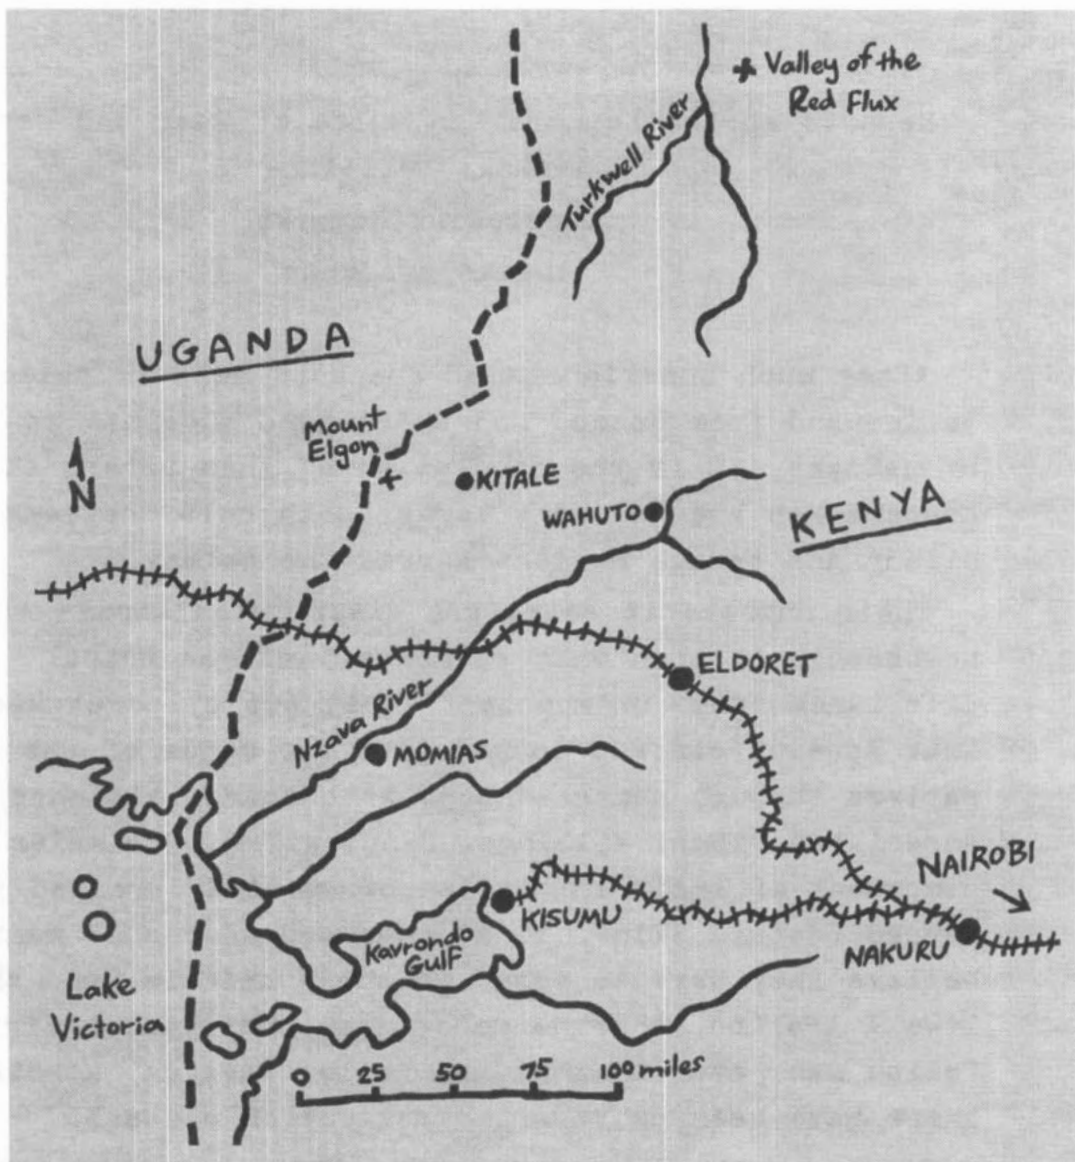 Valley of the
Red Flux
Turkwell River
UGANDA
Mount
Elgon
N
KITALE
WAHUTO
KENYA
ELDORET
Nzava River
MOMIAS
NAIROBI
KISUMU
Kavrondo
Gulf
NAKURU
Lake
Victoria
0 25 50 75 100 miles